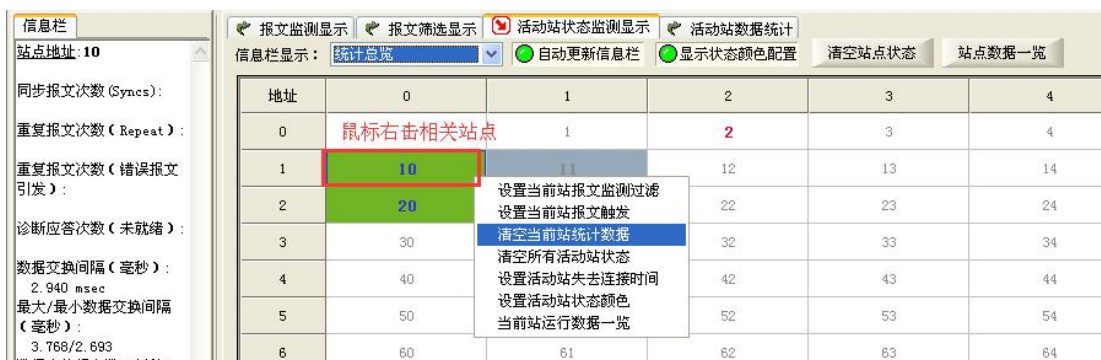 信息栏
站点地址:10
同步报文次数(Syncs):
重复报文次数(Repeat):
重复报文次数(错误报文
引发):
诊断应答次数(未就绪):
数据交换间隔(毫秒):
2.940 msec
最大/最小数据交换间隔
(毫秒):
3.768/2.693
报文监测显示 报文筛选显示 活动站状态监测显示 活动站数据统计
信息栏显示: 统计总览 自动更新信息栏 显示状态颜色配置 清空站点状态 站点数据一览
地址 0 1 2 3 4
0 鼠标右击相关站点 1 2 3 4
1 10 11 12 13 14
2 20 22 23 24
3 30 32 33 34
4 40 42 43 44
5 50 52 53 54
6 60 61 62 63 64
设置当前站报文监测过滤
设置当前站报文触发
清空当前站统计数据
清空所有活动站状态
设置活动站失去连接时间
设置活动站状态颜色
当前站运行数据一览